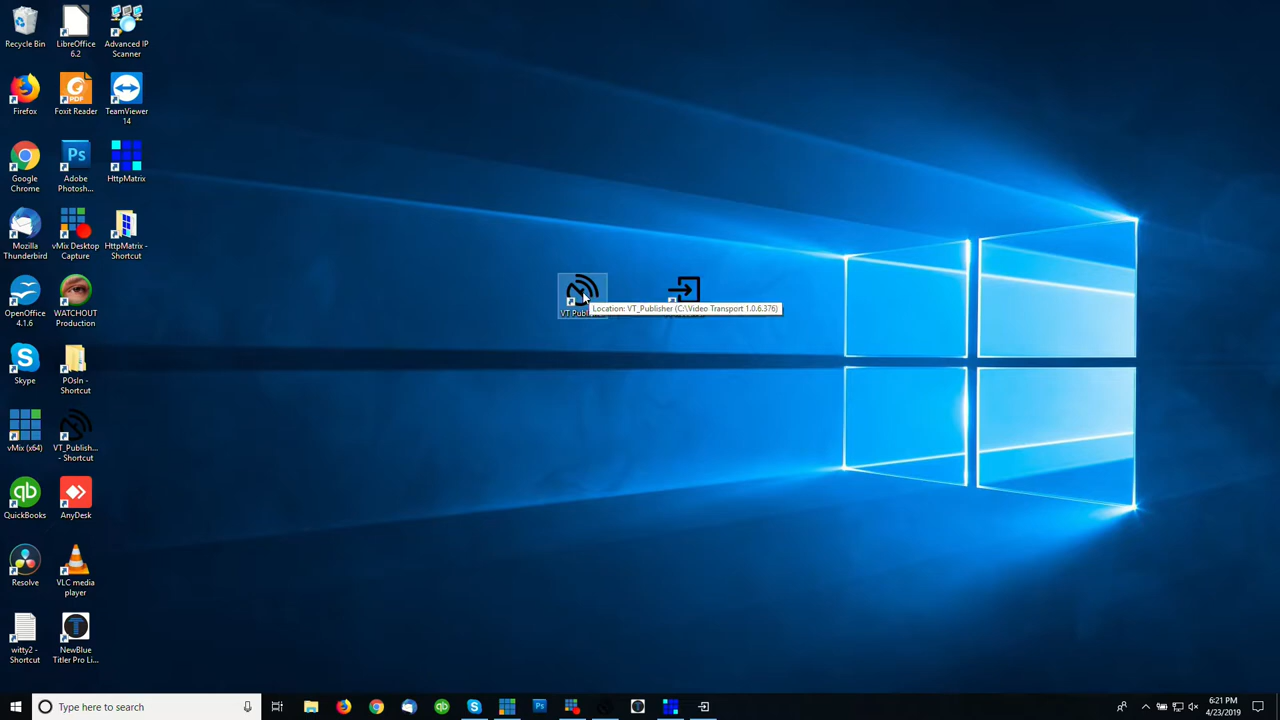 Recycle Bin
LibreOffice
6.2
Advanced IP
Scanner
Firefox
Foxit Reader
TeamViewer
14
Google
Chrome
Adobe
Photosh...
HttpMatrix
Mozilla
Thunderbird
vMix Desktop
Capture
HttpMatrix -
Shortcut
OpenOffice
4.1.6
WATCHOUT
Production
Skype
POsIn -
Shortcut
vMix (x64)
VT_Publish...
- Shortcut
QuickBooks
AnyDesk
Resolve
VLC media
player
witty2 -
Shortcut
NewBlue
Titler Pro Li...
Location: VT_Publisher (C:\Video Transport 1.0.6.376)
Type here to search
6:21 PM
4/23/2019